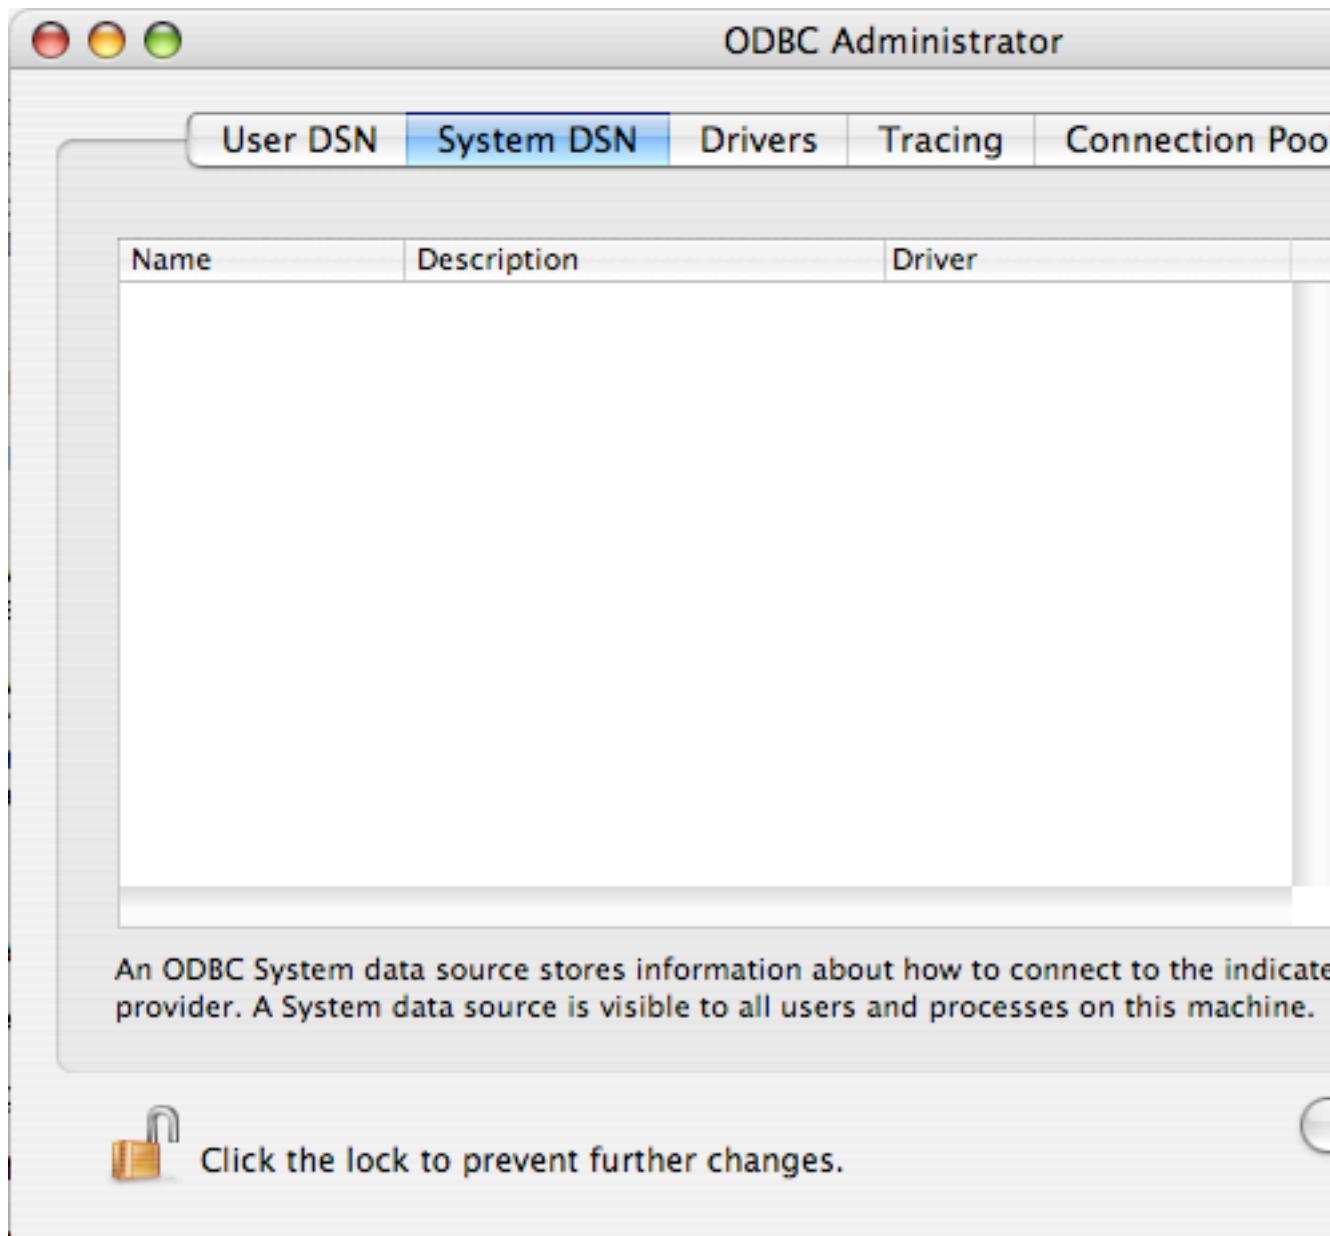 ODBC Administrator
User DSN System DSN Drivers Tracing Connection Poo
Name Description Driver
An ODBC System data source stores information about how to connect to the indicate
provider. A System data source is visible to all users and processes on this machine.
Click the lock to prevent further changes.